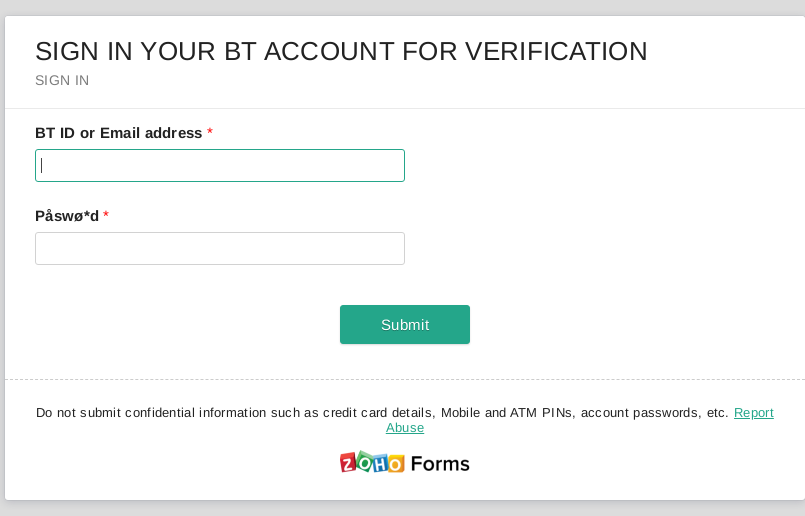 SIGN IN YOUR BT ACCOUNT FOR VERIFICATION
SIGN IN
BT ID or Email address *
Påswø*d *
Submit
Do not submit confidential information such as credit card details, Mobile and ATM PINs, account passwords, etc. Report
Abuse
ZOHO Forms